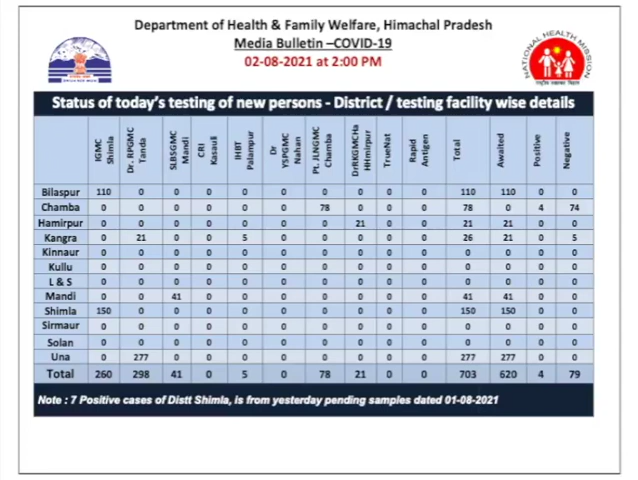 Department of Health & Family Welfare, Himachal Pradesh
Media Bulletin –COVID-19
02-08-2021 at 2:00 PM
NATIONAL HEALTH MISSION
Status of today's testing of new persons - District / testing facility wise details
IGMC Shimla Dr. RPGMC Tanda SLBSGMC Mandi CRI Kasauli IHBT Palampur Dr YSPGMC Nahan Pt. JLNGMC Chamba DrRKGMCHa HHmirpur TrueNat Rapid Antigen Total Awaited Positive Negative
Bilaspur 110 0 0 0 0 0 0 0 0 0 110 110 0 0
Chamba 0 0 0 0 0 0 78 0 0 0 78 0 4 74
Hamirpur 0 0 0 0 0 0 0 21 0 0 21 21 0 0
Kangra 0 21 0 0 5 0 0 0 0 0 26 21 0 5
Kinnaur 0 0 0 0 0 0 0 0 0 0 0 0 0 0
Kullu 0 0 0 0 0 0 0 0 0 0 0 0 0 0
L & S 0 0 0 0 0 0 0 0 0 0 0 0 0 0
Mandi 0 0 41 0 0 0 0 0 0 0 41 41 0 0
Shimla 150 0 0 0 0 0 0 0 0 0 150 150 0 0
Sirmaur 0 0 0 0 0 0 0 0 0 0 0 0 0 0
Solan 0 0 0 0 0 0 0 0 0 0 0 0 0 0
Una 0 277 0 0 0 0 0 0 0 0 277 277 0 0
Total 260 298 41 0 5 0 78 21 0 0 703 620 4 79
Note : 7 Positive cases of Distt Shimla, is from yesterday pending samples dated 01-08-2021